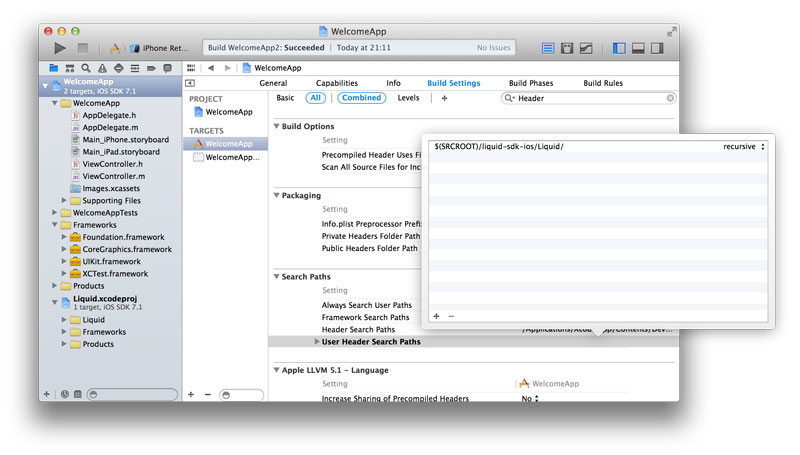 WelcomeApp
iPhone Ret...
Build WelcomeApp2: Succeeded | Today at 21:11
No Issues
WelcomeApp
2 targets, iOS SDK 7.1
WelcomeApp
AppDelegate.h
AppDelegate.m
Main_iPhone.storyboard
Main_iPad.storyboard
ViewController.h
ViewController.m
Images.xcassets
Supporting Files
WelcomeAppTests
Frameworks
Foundation.framework
CoreGraphics.framework
UIKit.framework
XCTest.framework
Products
Liquid.xcodeproj
1 target, iOS SDK 7.1
Liquid
Frameworks
Products
WelcomeApp
General Capabilities Info Build Settings Build Phases Build Rules
PROJECT
WelcomeApp
TARGETS
WelcomeApp
WelcomeApp...
Basic All Combined Levels +
Header
Build Options
Setting
Precompiled Header Uses Fi
Scan All Source Files for Inc
Packaging
Setting
Info.plist Preprocessor Prefi
Private Headers Folder Path
Public Headers Folder Path
Search Paths
Setting
Always Search User Paths
Framework Search Paths
Header Search Paths
User Header Search Paths
Apple LLVM 5.1 - Language
Setting WelcomeApp
Increase Sharing of Precompiled Headers No
$(SRCROOT)/liquid-sdk-ios/Liquid/ recursive